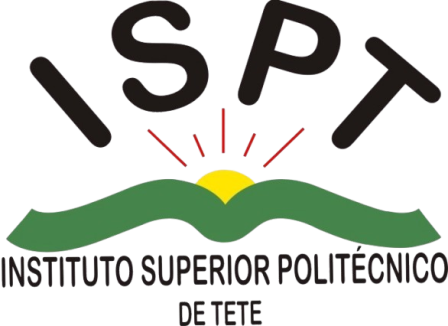 ISPT
INSTITUTO SUPERIOR POLITÉCNICO
DE TETE